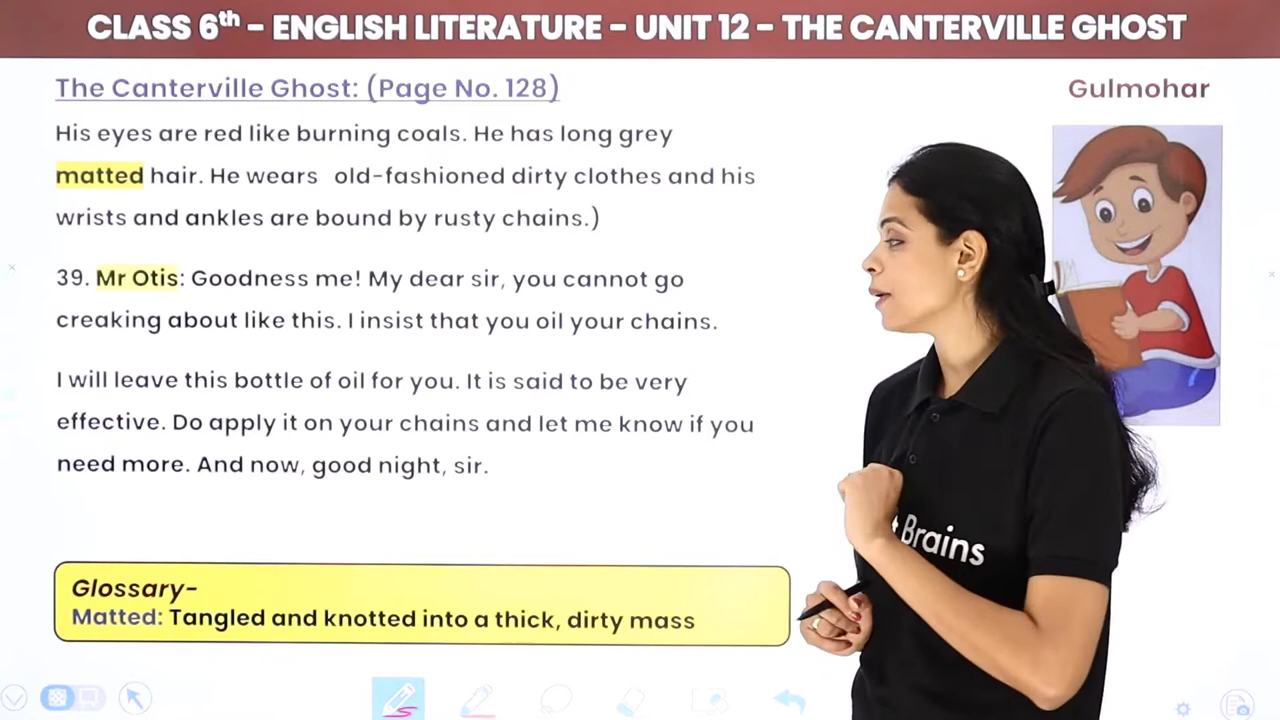 CLASS 6th - ENGLISH LITERATURE - UNIT 12 - THE CANTERVILLE GHOST
The Canterville Ghost: (Page No. 128)
Gulmohar
His eyes are red like burning coals. He has long grey
matted hair. He wears old-fashioned dirty clothes and his
wrists and ankles are bound by rusty chains.)
39. Mr Otis: Goodness me! My dear sir, you cannot go
creaking about like this. I insist that you oil your chains.
I will leave this bottle of oil for you. It is said to be very
effective. Do apply it on your chains and let me know if you
need more. And now, good night, sir.
Brains
Glossary-
Matted: Tangled and knotted into a thick, dirty mass